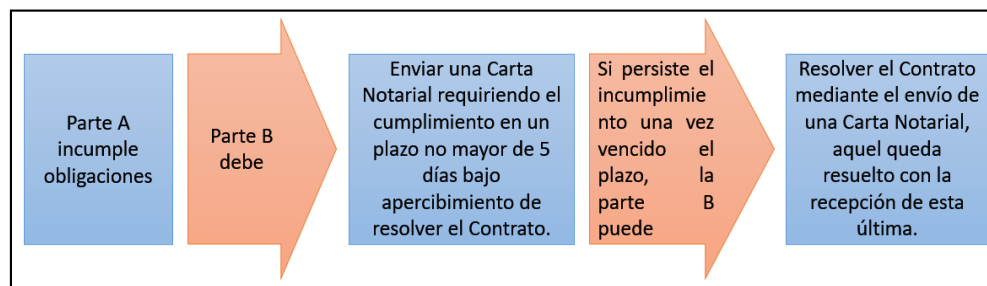 Parte A
incumple
obligaciones
Parte B
debe
Enviar una Carta
Notarial requiriendo el
cumplimiento en un
plazo no mayor de 5
días bajo
apercibimiento de
resolver el Contrato.
Si persiste el
incumplimie
nto una vez
vencido el
plazo, la
parte B
puede
Resolver el Contrato
mediante el envío de
una Carta Notarial,
aquel queda
resuelto con la
recepción de esta
última.